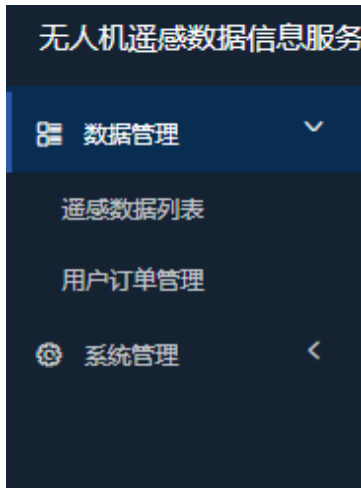 无人机遥感数据信息服务
数据管理
遥感数据列表
用户订单管理
系统管理